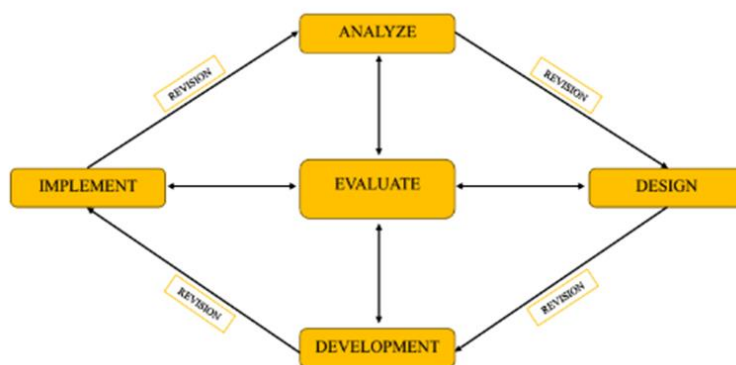 ANALYZE
REVISION
REVISION
IMPLEMENT
EVALUATE
DESIGN
REVISION
REVISION
DEVELOPMENT